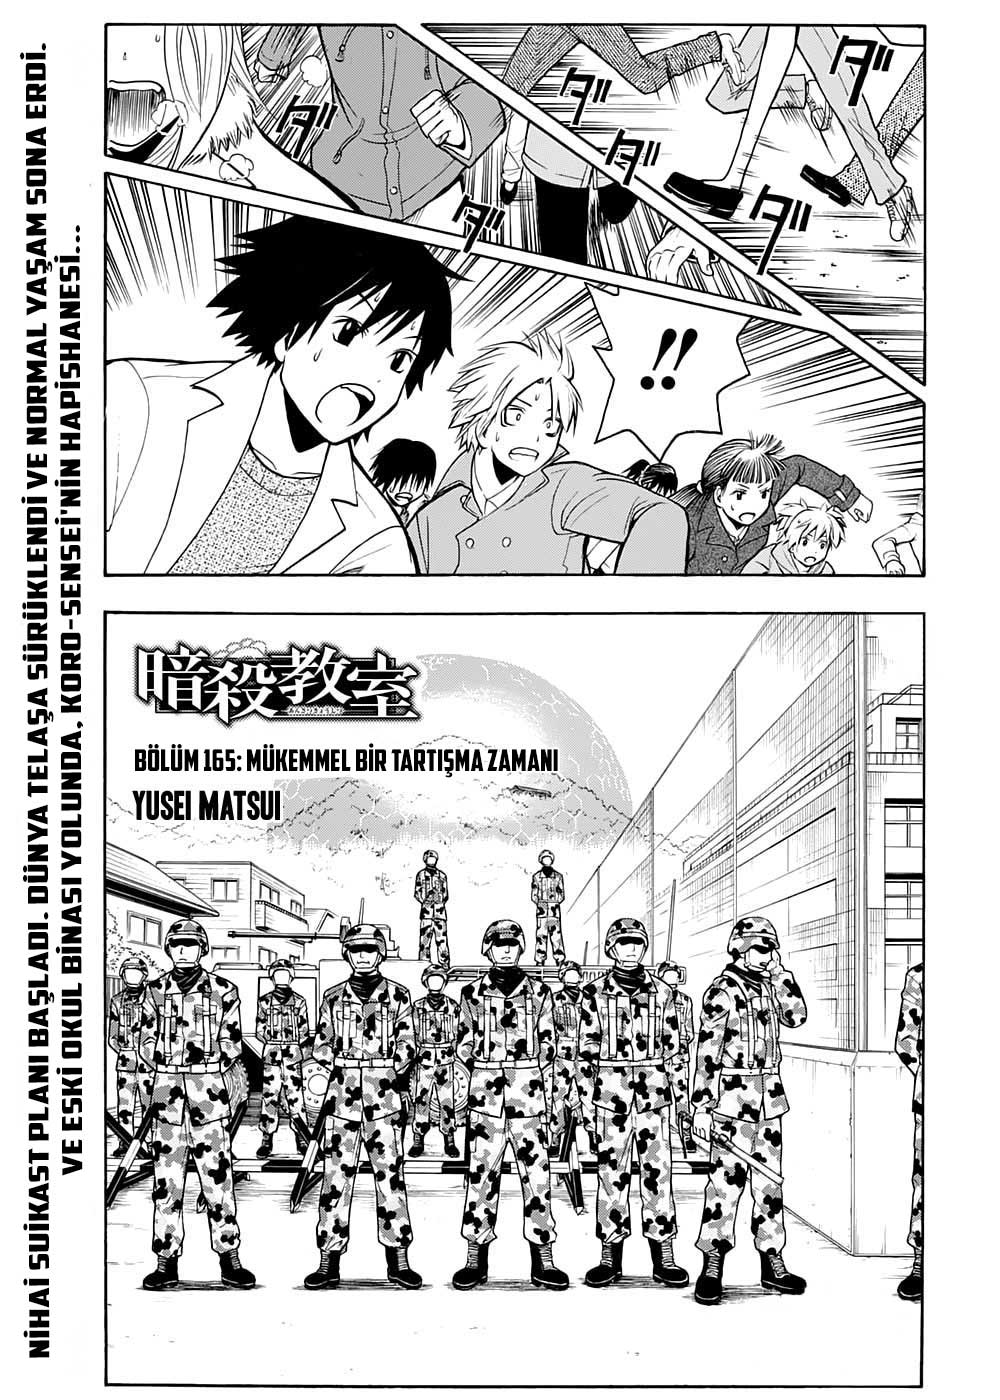 NİHAİ SUİKAST PLANI BAŞLADI. DÜNYA TELAŞA SÜRÜKLENDİ VE NORMAL YAŞAM SONA ERDİ.
VE ESKİ OKUL BİNASI YOLUNDA, KORO-SENSEI'NİN HAPİSHANESİ...
ダ
ダ
ダ
ダ
ダ
ダ
!!
暗殺教室
BÖLÜM 165: MÜKEMMEL BİR TARTIŞMA ZAMANI
YUSEI MATSUI